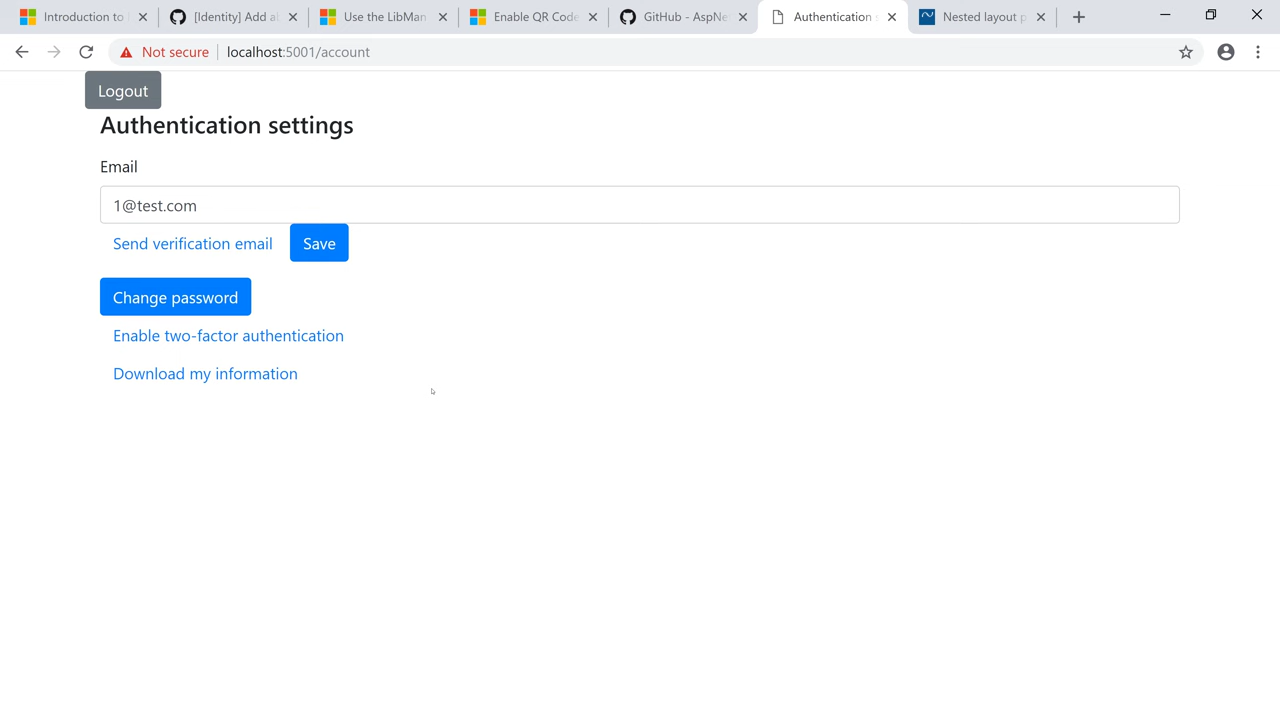 Introduction to
[Identity] Add a
Use the LibMan
Enable QR Code
GitHub - AspNe
Authentication
Nested layout p
Not secure
localhost:5001/account
Logout
Authentication settings
Email
1@test.com
Send verification email
Save
Change password
Enable two-factor authentication
Download my information